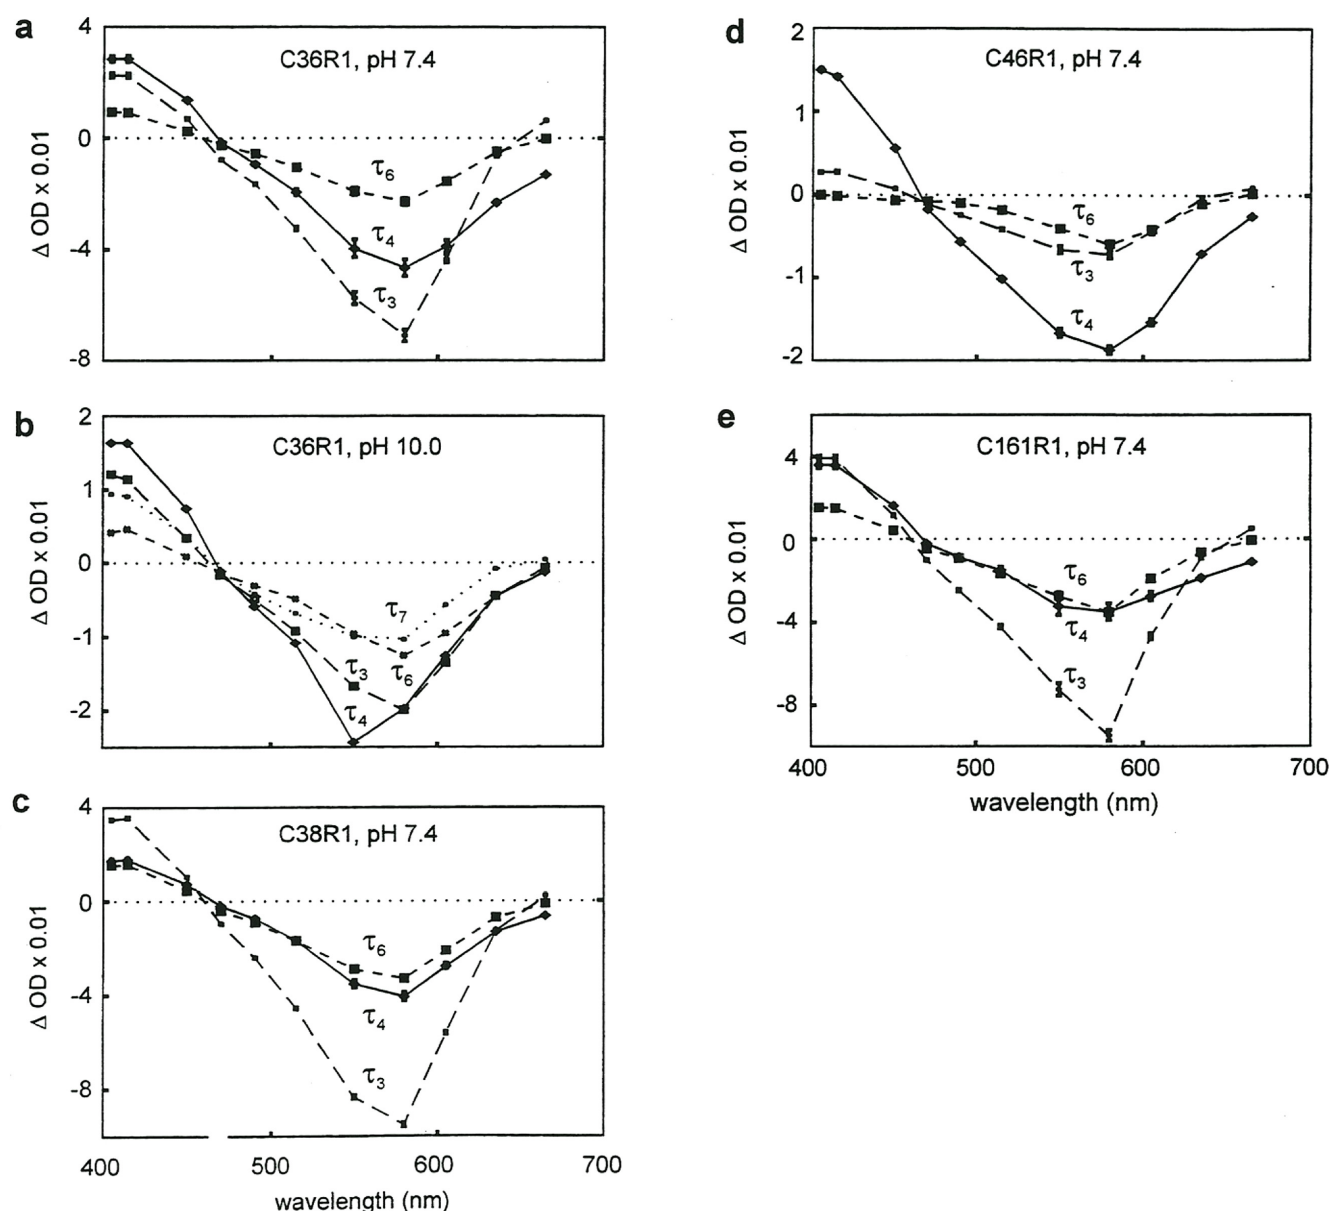 a
4
0
-4
-8
Δ OD x 0.01
C36R1, pH 7.4
τ6
τ4
τ3
b
2
1
0
-1
-2
Δ OD x 0.01
C36R1, pH 10.0
τ7
τ3
τ6
τ4
c
4
0
-4
-8
Δ OD x 0.01
C38R1, pH 7.4
τ6
τ4
τ3
400 500 600 700
wavelength (nm)
d
2
1
0
-1
-2
Δ OD x 0.01
C46R1, pH 7.4
τ6
τ3
τ4
e
4
0
-4
-8
Δ OD x 0.01
C161R1, pH 7.4
τ6
τ4
τ3
400 500 600 700
wavelength (nm)